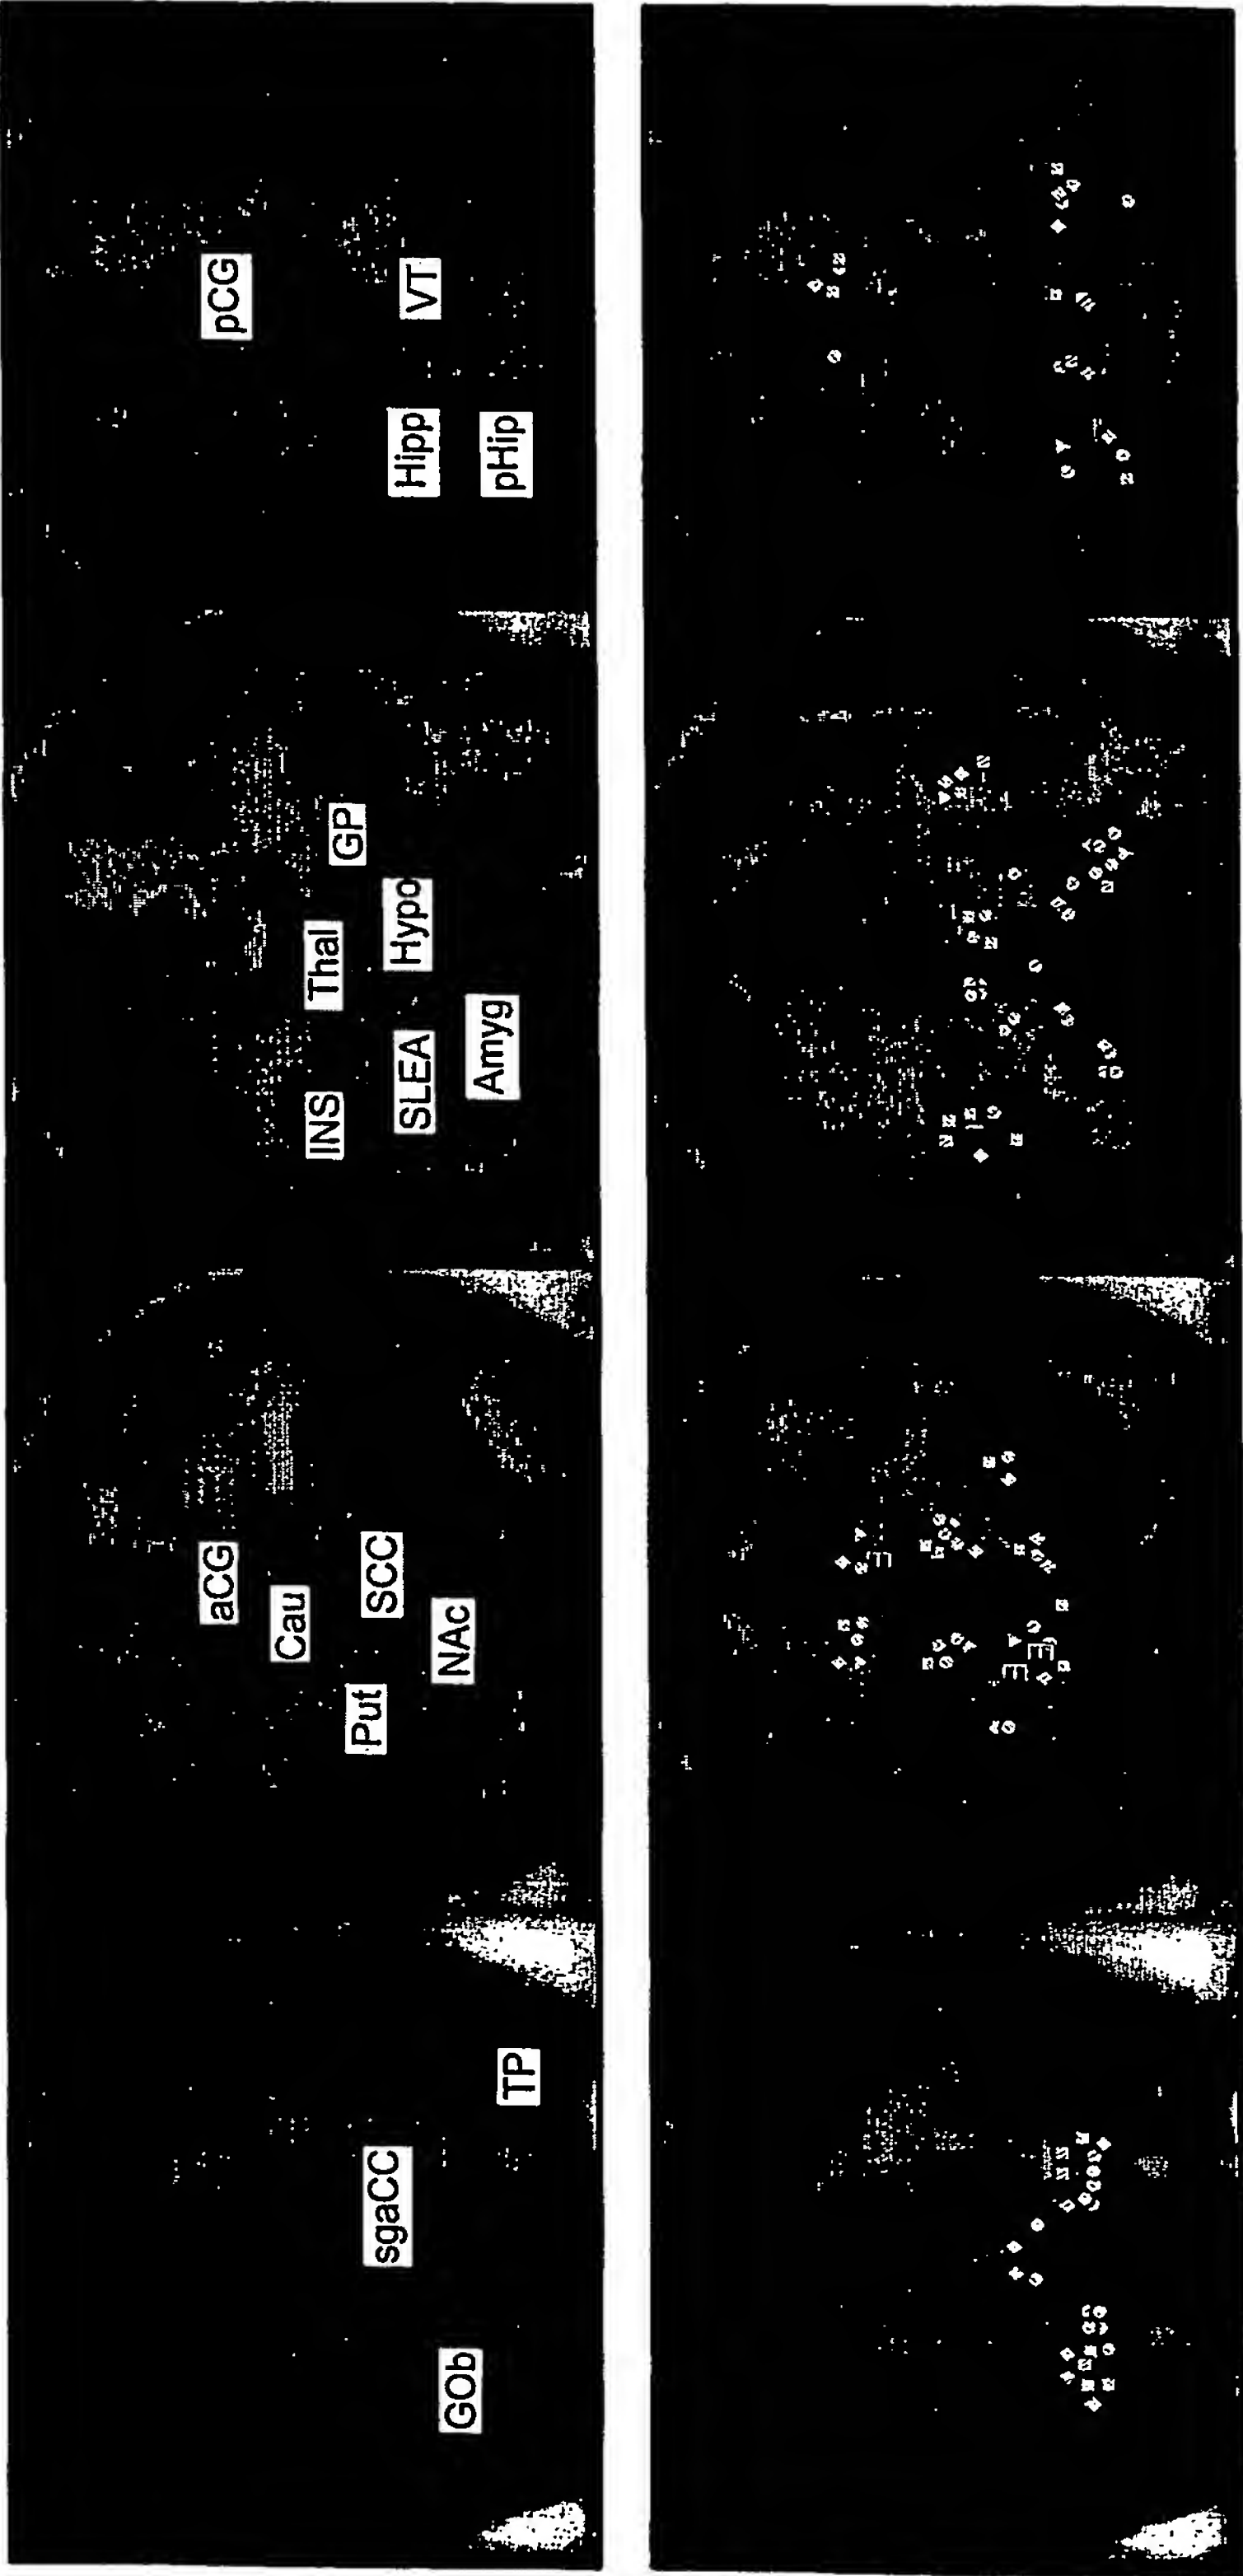 GOb
sgaCC
TP
aCG
Cau
Put
SCC
NAc
INS
Thal
GP
SLEA
Hypo
Amyg
pCG
Hipp
VT
pHip